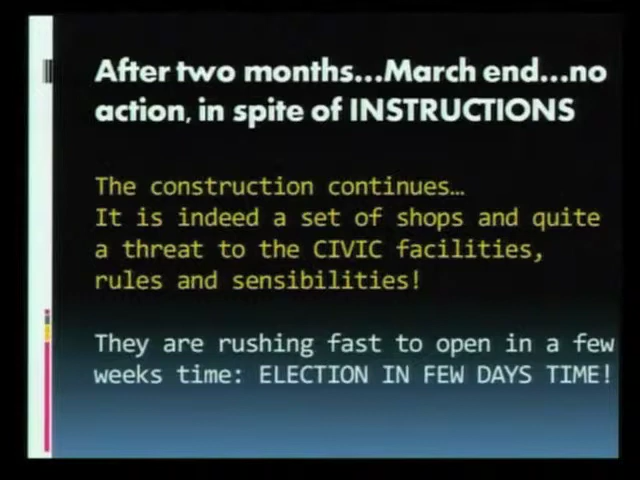 After two months...March end...no
action, in spite of INSTRUCTIONS
The construction continues…
It is indeed a set of shops and quite
a threat to the CIVIC facilities,
rules and sensibilities!
They are rushing fast to open in a few
weeks time: ELECTION IN FEW DAYS TIME!